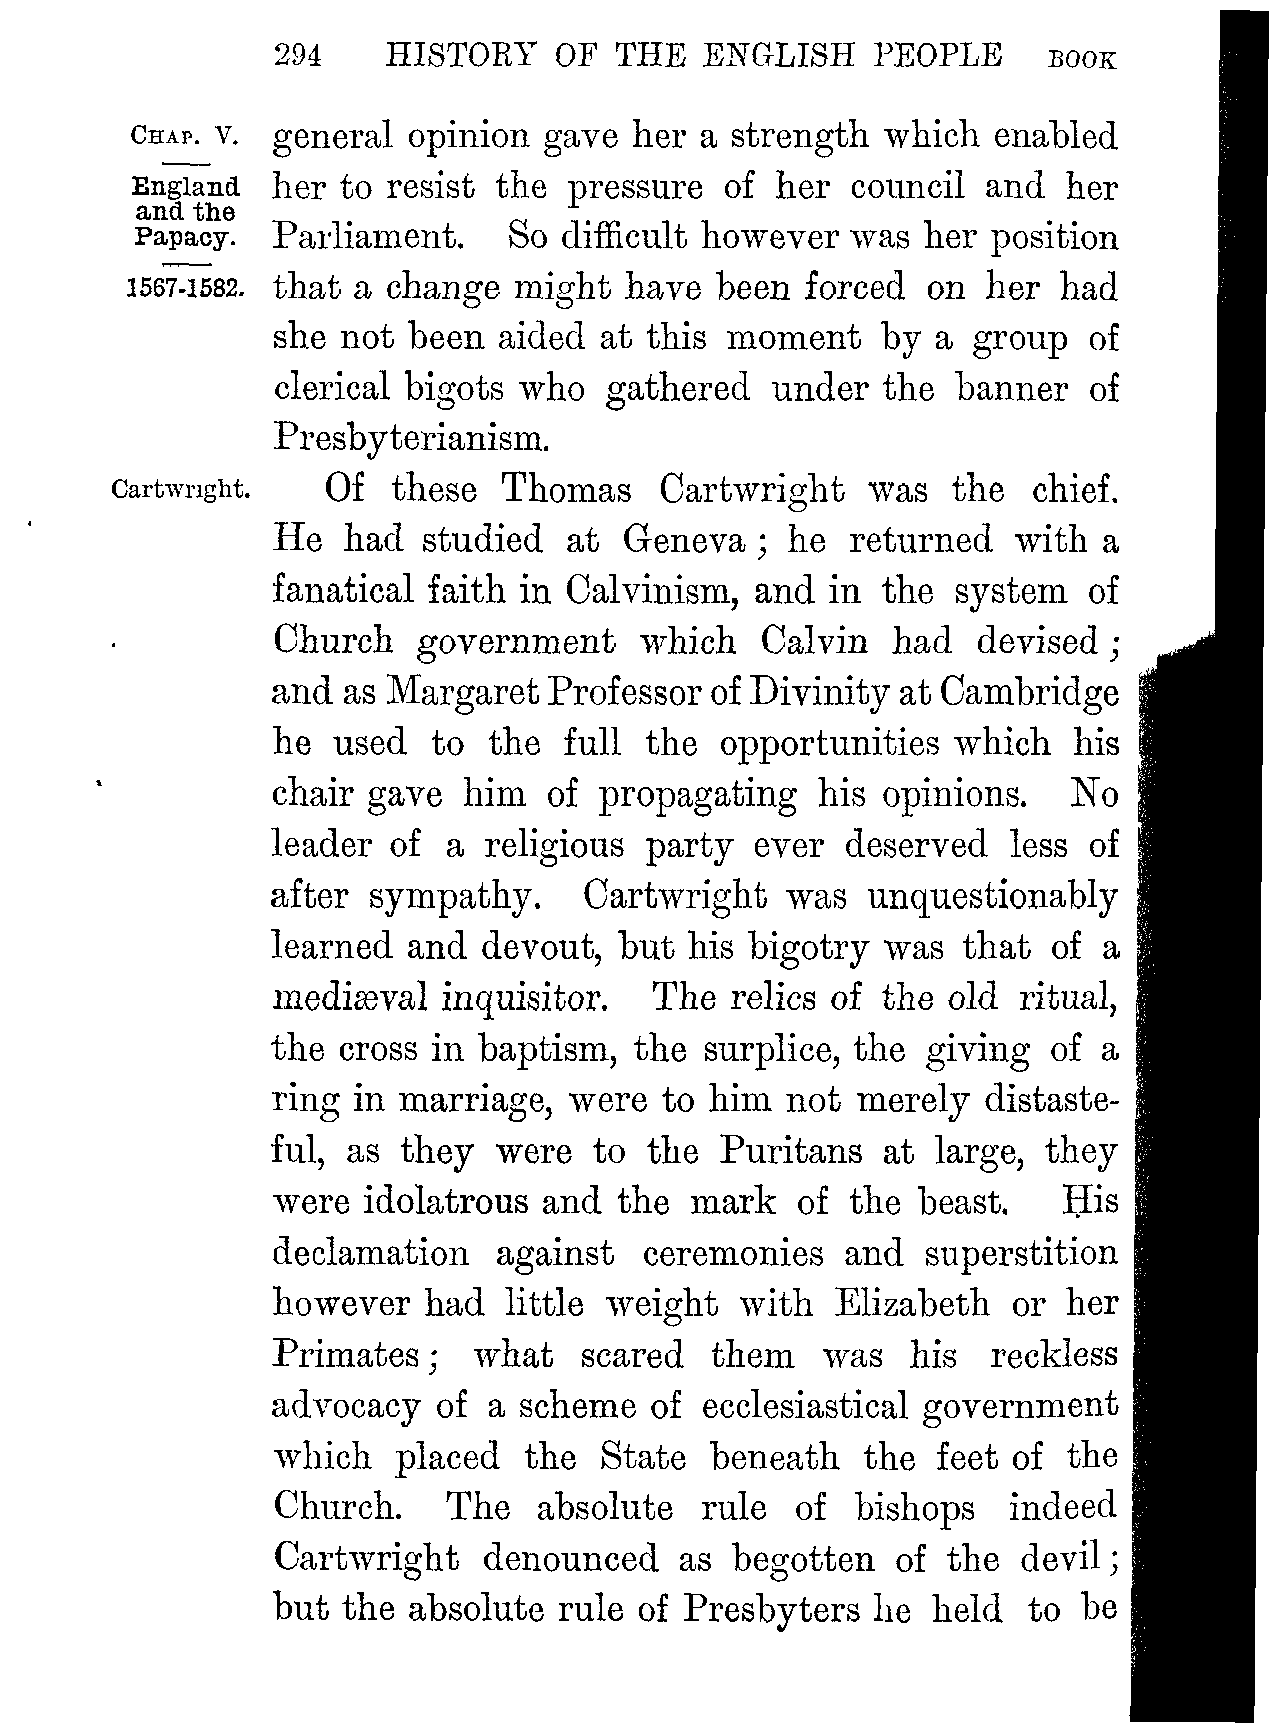 294 HISTORY OF THE ENGLISH PEOPLE BOOK
CHAP. V.
England
and the
Papacy.
1567-1582.
general opinion gave her a strength which enabled
her to resist the pressure of her council and her
Parliament. So difficult however was her position
that a change might have been forced on her had
she not been aided at this moment by a group of
clerical bigots who gathered under the banner of
Presbyterianism.
Cartwright.
Of these Thomas Cartwright was the chief.
He had studied at Geneva ; he returned with a
fanatical faith in Calvinism, and in the system of
Church government which Calvin had devised ;
and as Margaret Professor of Divinity at Cambridge
he used to the full the opportunities which his
chair gave him of propagating his opinions. No
leader of a religious party ever deserved less of
after sympathy. Cartwright was unquestionably
learned and devout, but his bigotry was that of a
mediæval inquisitor. The relics of the old ritual,
the cross in baptism, the surplice, the giving of a
ring in marriage, were to him not merely distaste-
ful, as they were to the Puritans at large, they
were idolatrous and the mark of the beast. His
declamation against ceremonies and superstition
however had little weight with Elizabeth or her
Primates ; what scared them was his reckless
advocacy of a scheme of ecclesiastical government
which placed the State beneath the feet of the
Church. The absolute rule of bishops indeed
Cartwright denounced as begotten of the devil ;
but the absolute rule of Presbyters he held to be